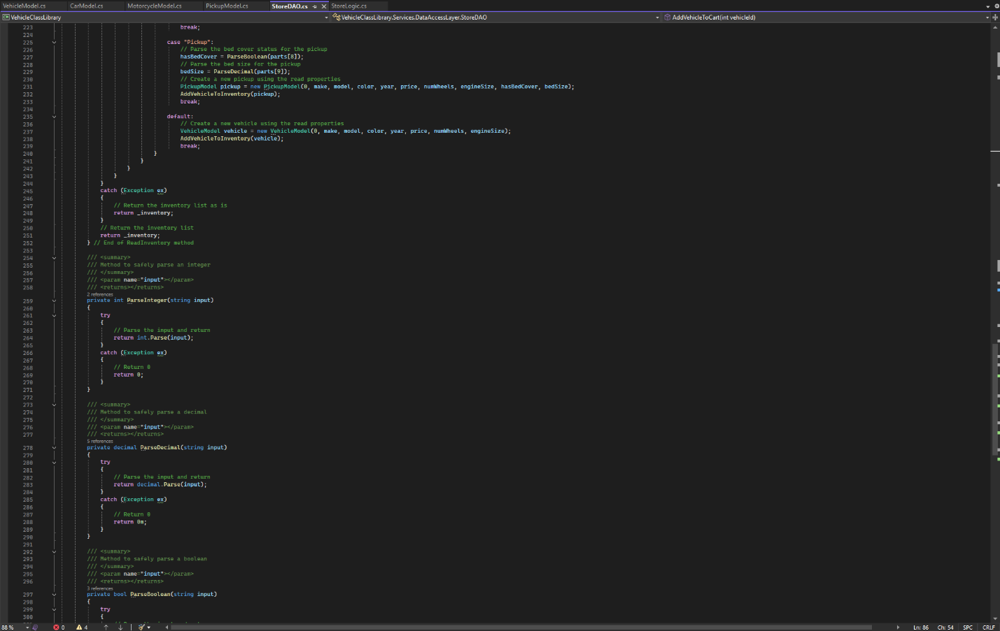 VehicleModel.cs CarModel.cs MotorcycleModel.cs PickupModel.cs StoreDAO.cs StoreLogic.cs
VehicleClassLibrary VehicleClassLibrary.Services.DataAccessLayer.StoreDAO AddVehicleToCart(int vehicleId)
223 break;
224
225 case "Pickup":
226 // Parse the bed cover status for the pickup
227 hasBedCover = ParseBoolean(parts[8]);
228 // Parse the bed size for the pickup
229 bedSize = ParseDecimal(parts[9]);
230 // Create a new pickup using the read properties
231 PickupModel pickup = new PickupModel(0, make, model, color, year, price, numWheels, engineSize, hasBedCover, bedSize);
232 AddVehicleToInventory(pickup);
233 break;
234
235 default:
236 // Create a new vehicle using the read properties
237 VehicleModel vehicle = new VehicleModel(0, make, model, color, year, price, numWheels, engineSize);
238 AddVehicleToInventory(vehicle);
239 break;
240 }
241 }
242 }
243 }
244 }
245 catch (Exception ex)
246 {
247 // Return the inventory list as is
248 return _inventory;
249 }
250 // Return the inventory list
251 return _inventory;
252 } // End of ReadInventory method
253
254 /// <summary>
255 /// Method to safely parse an integer
256 /// </summary>
257 /// <param name="input"></param>
258 /// <returns></returns>
2 references
259 private int ParseInteger(string input)
260 {
261 try
262 {
263 // Parse the input and return
264 return int.Parse(input);
265 }
266 catch (Exception ex)
267 {
268 // Return 0
269 return 0;
270 }
271 }
272
273 /// <summary>
274 /// Method to safely parse a decimal
275 /// </summary>
276 /// <param name="input"></param>
277 /// <returns></returns>
5 references
278 private decimal ParseDecimal(string input)
279 {
280 try
281 {
282 // Parse the input and return
283 return decimal.Parse(input);
284 }
285 catch (Exception ex)
286 {
287 // Return 0
288 return 0m;
289 }
290 }
291
292 /// <summary>
293 /// Method to safely parse a boolean
294 /// </summary>
295 /// <param name="input"></param>
296 /// <returns></returns>
3 references
297 private bool ParseBoolean(string input)
298 {
299 try
300 {
88 % 0 4 Ln: 86 Ch: 54 SPC CRLF